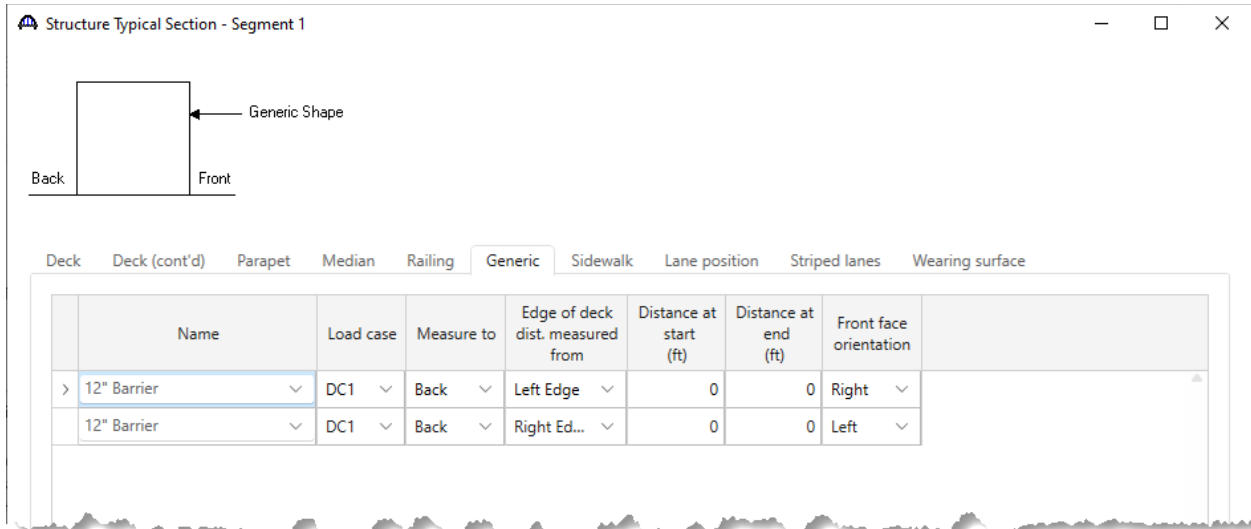 Structure Typical Section - Segment 1
Generic Shape
Back Front
Deck Deck (cont'd) Parapet Median Railing Generic Sidewalk Lane position Striped lanes Wearing surface
Name Load case Measure to Edge of deck dist. measured from Distance at start (ft) Distance at end (ft) Front face orientation
12" Barrier DC1 Back Left Edge 0 0 Right
12" Barrier DC1 Back Right Ed... 0 0 Left